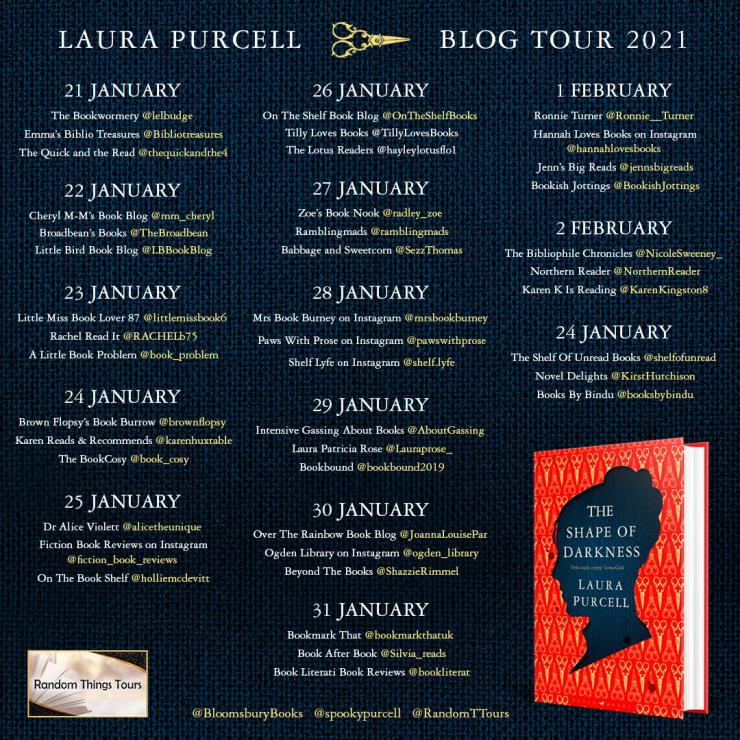 LAURA PURCELL BLOG TOUR 2021
21 JANUARY
The Bookwormery @lelbudge
Emma's Biblio Treasures @Bibliotreasures
The Quick and the Read @thequickandthe4
22 JANUARY
Cheryl M-M's Book Blog @mm_cheryl
Broadbean's Books @TheBroadbean
Little Bird Book Blog @LBBookBlog
23 JANUARY
Little Miss Book Lover 87 @littlemissbook6
Rachel Read It @RACHELb75
A Little Book Problem @book_problem
24 JANUARY
Brown Flopsy's Book Burrow @brownflopsy
Karen Reads & Recommends @karenhuxtable
The BookCosy @book_cosy
25 JANUARY
Dr Alice Violett @alicetheunique
Fiction Book Reviews on Instagram
@fiction_book_reviews
On The Book Shelf @holliemcdevitt
26 JANUARY
On The Shelf Book Blog @OnTheShelfBooks
Tilly Loves Books @TillyLovesBooks
The Lotus Readers @hayleylotusflo1
27 JANUARY
Zoe's Book Nook @radley_zoe
Ramblingmads @ramblingmads
Babbage and Sweetcorn @SezzThomas
28 JANUARY
Mrs Book Burney on Instagram @mrsbookburney
Paws With Prose on Instagram @pawswithprose
Shelf Lyfe on Instagram @shelf.lyfe
29 JANUARY
Intensive Gassing About Books @AboutGassing
Laura Patricia Rose @Lauraprose_
Bookbound @bookbound2019
30 JANUARY
Over The Rainbow Book Blog @JoannaLouisePar
Ogden Library on Instagram @ogden_library
Beyond The Books @ShazzieRimmel
31 JANUARY
Bookmark That @bookmarkthatuk
Book After Book @Silvia_reads
Book Literati Book Reviews @bookliterat
1 FEBRUARY
Ronnie Turner @Ronnie__Turner
Hannah Loves Books on Instagram
@hannahlovesbooks
Jenn's Big Reads @jennsbigreads
Bookish Jottings @BookishJottings
2 FEBRUARY
The Bibliophile Chronicles @NicoleSweeney_
Northern Reader @NorthernReader
Karen K Is Reading @KarenKingston8
24 JANUARY
The Shelf Of Unread Books @shelfofunread
Novel Delights @KirstHutchison
Books By Bindu @booksbybindu
THE
SHAPE OF
DARKNESS
LAURA
PURCELL
Random Things Tours
@BloomsburyBooks @spookypurcell @RandomTTours